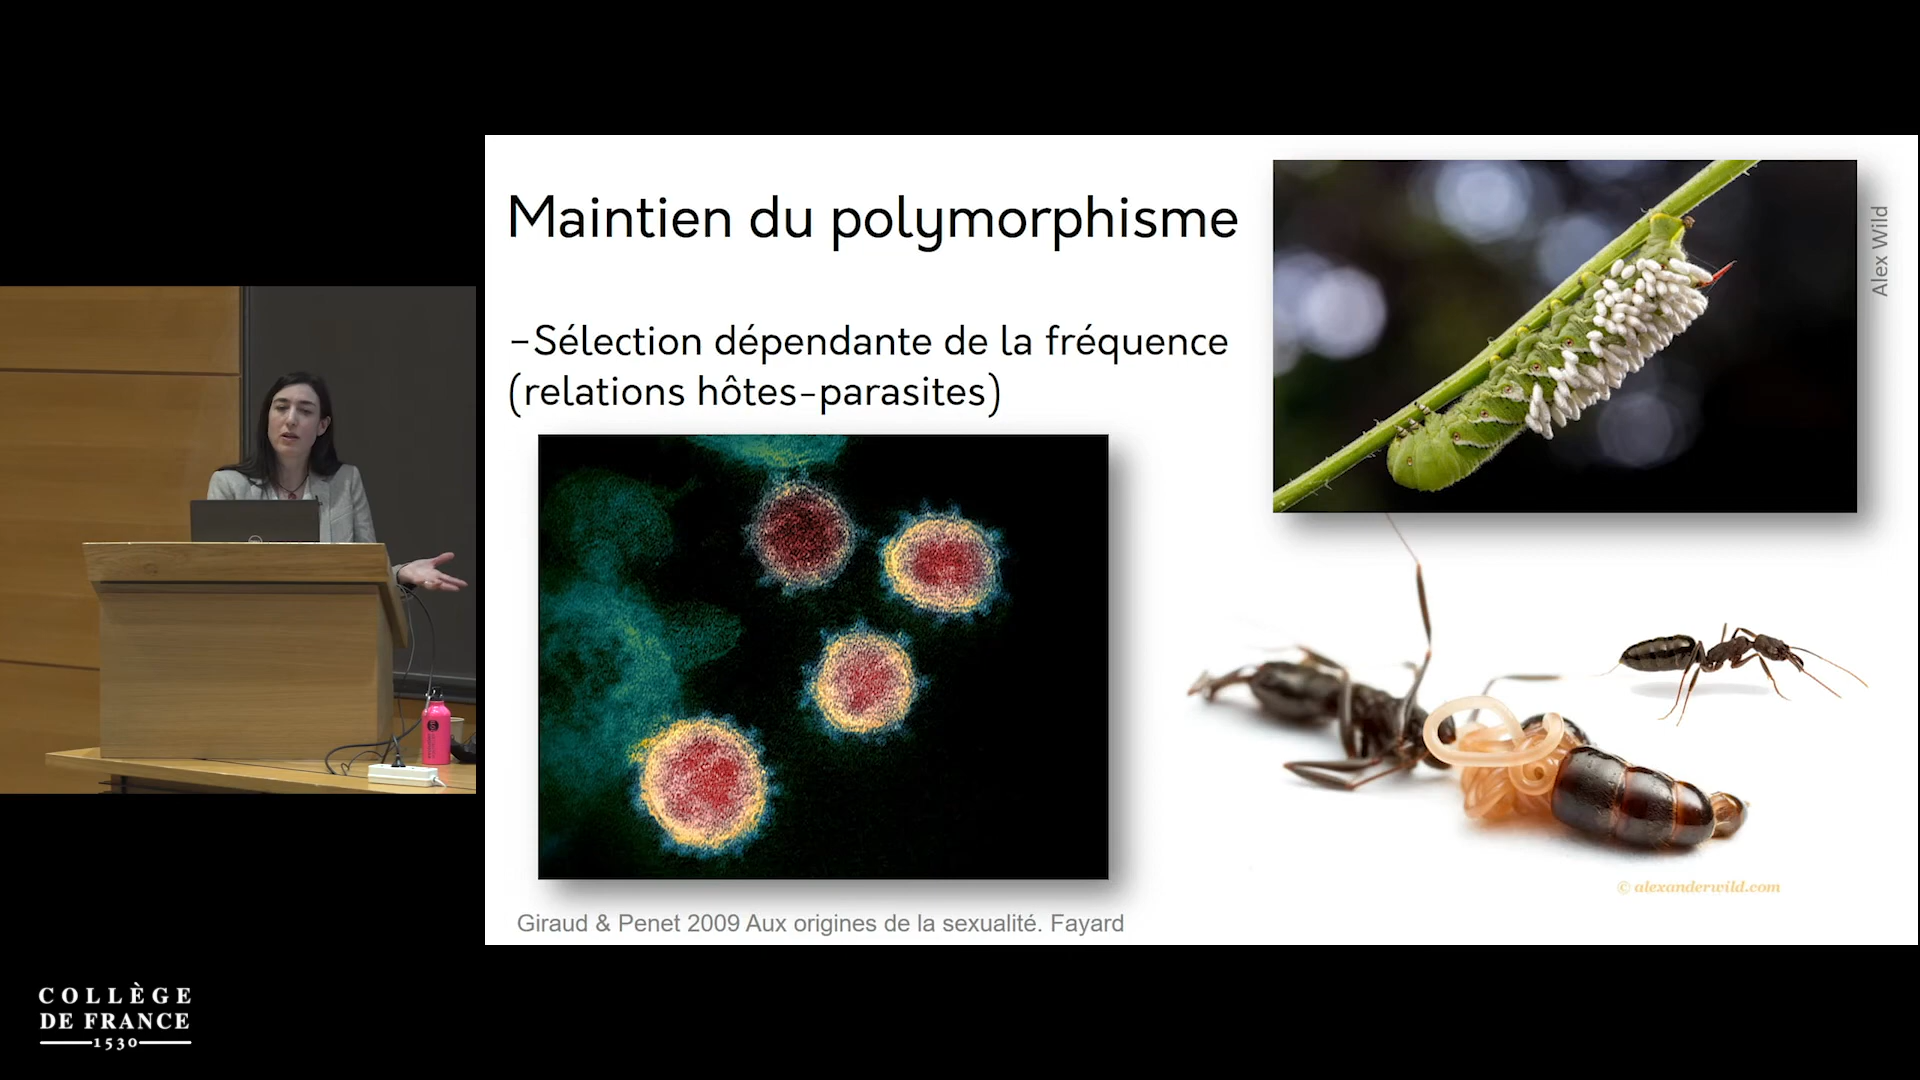 Maintien du polymorphisme
-Sélection dépendante de la fréquence
(relations hôtes-parasites)
Alex Wild
© alexanderwild.com
Giraud & Penet 2009 Aux origines de la sexualité. Fayard
COLLÈGE
DE FRANCE
1530